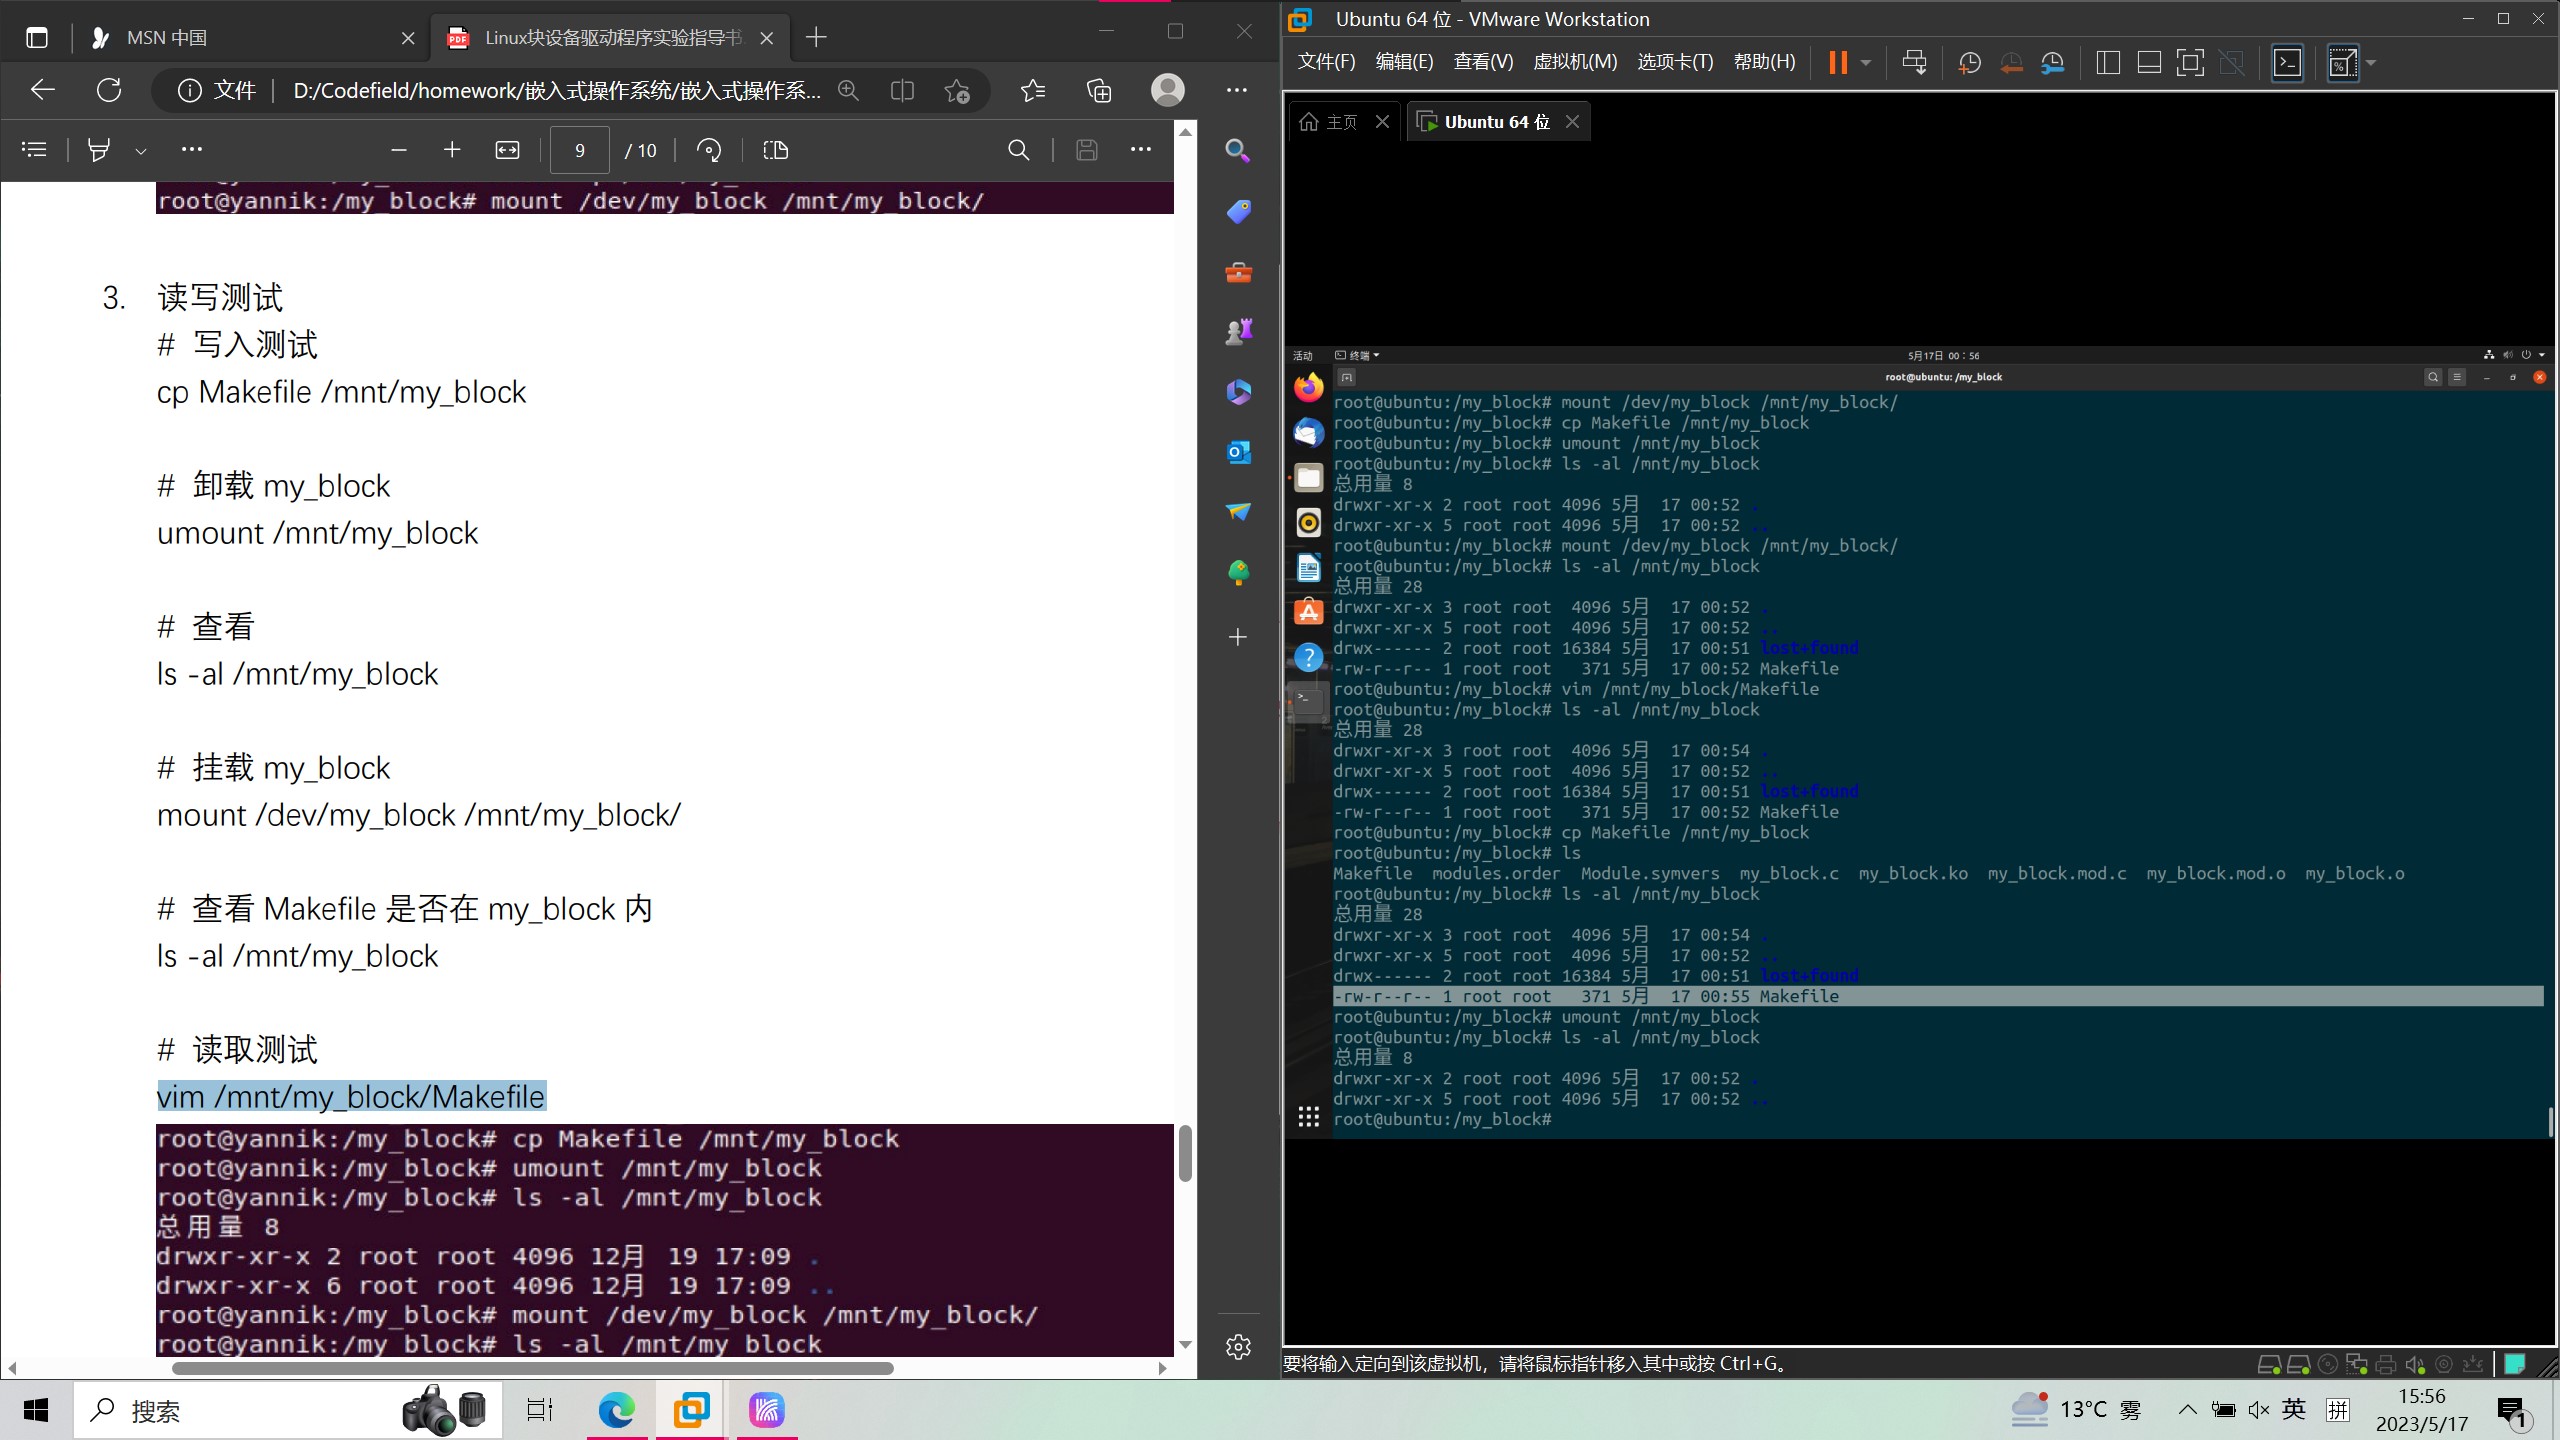 MSN 中国
Linux块设备驱动程序实验指导书
文件
D:/Codefield/homework/嵌入式操作系统/嵌入式操作系...
9 / 10
root@yannik:/my_block# mount /dev/my_block /mnt/my_block/
3. 读写测试
# 写入测试
cp Makefile /mnt/my_block
# 卸载 my_block
umount /mnt/my_block
# 查看
ls -al /mnt/my_block
# 挂载 my_block
mount /dev/my_block /mnt/my_block/
# 查看 Makefile 是否在 my_block 内
ls -al /mnt/my_block
# 读取测试
vim /mnt/my_block/Makefile
root@yannik:/my_block# cp Makefile /mnt/my_block
root@yannik:/my_block# umount /mnt/my_block
root@yannik:/my_block# ls -al /mnt/my_block
总用量 8
drwxr-xr-x 2 root root 4096 12月 19 17:09 .
drwxr-xr-x 6 root root 4096 12月 19 17:09 ..
root@yannik:/my_block# mount /dev/my_block /mnt/my_block/
root@yannik:/my_block# ls -al /mnt/my_block
Ubuntu 64 位 - VMware Workstation
文件(F) 编辑(E) 查看(V) 虚拟机(M) 选项卡(T) 帮助(H)
主页
Ubuntu 64 位
活动 终端 5月17日 00：56
root@ubuntu: /my_block
root@ubuntu:/my_block# mount /dev/my_block /mnt/my_block/
root@ubuntu:/my_block# cp Makefile /mnt/my_block
root@ubuntu:/my_block# umount /mnt/my_block
root@ubuntu:/my_block# ls -al /mnt/my_block
总用量 8
drwxr-xr-x 2 root root 4096 5月 17 00:52 .
drwxr-xr-x 5 root root 4096 5月 17 00:52 ..
root@ubuntu:/my_block# mount /dev/my_block /mnt/my_block/
root@ubuntu:/my_block# ls -al /mnt/my_block
总用量 28
drwxr-xr-x 3 root root 4096 5月 17 00:52 .
drwxr-xr-x 5 root root 4096 5月 17 00:52 ..
drwx------ 2 root root 16384 5月 17 00:51 lost+found
-rw-r--r-- 1 root root 371 5月 17 00:52 Makefile
root@ubuntu:/my_block# vim /mnt/my_block/Makefile
root@ubuntu:/my_block# ls -al /mnt/my_block
总用量 28
drwxr-xr-x 3 root root 4096 5月 17 00:54 .
drwxr-xr-x 5 root root 4096 5月 17 00:52 ..
drwx------ 2 root root 16384 5月 17 00:51 lost+found
-rw-r--r-- 1 root root 371 5月 17 00:52 Makefile
root@ubuntu:/my_block# cp Makefile /mnt/my_block
root@ubuntu:/my_block# ls
Makefile modules.order Module.symvers my_block.c my_block.ko my_block.mod.c my_block.mod.o my_block.o
root@ubuntu:/my_block# ls -al /mnt/my_block
总用量 28
drwxr-xr-x 3 root root 4096 5月 17 00:54 .
drwxr-xr-x 5 root root 4096 5月 17 00:52 ..
drwx------ 2 root root 16384 5月 17 00:51 lost+found
-rw-r--r-- 1 root root 371 5月 17 00:55 Makefile
root@ubuntu:/my_block# umount /mnt/my_block
root@ubuntu:/my_block# ls -al /mnt/my_block
总用量 8
drwxr-xr-x 2 root root 4096 5月 17 00:52 .
drwxr-xr-x 5 root root 4096 5月 17 00:52 ..
root@ubuntu:/my_block#
要将输入定向到该虚拟机，请将鼠标指针移入其中或按 Ctrl+G。
搜索
13°C 雾
英
拼
15:56
2023/5/17
1